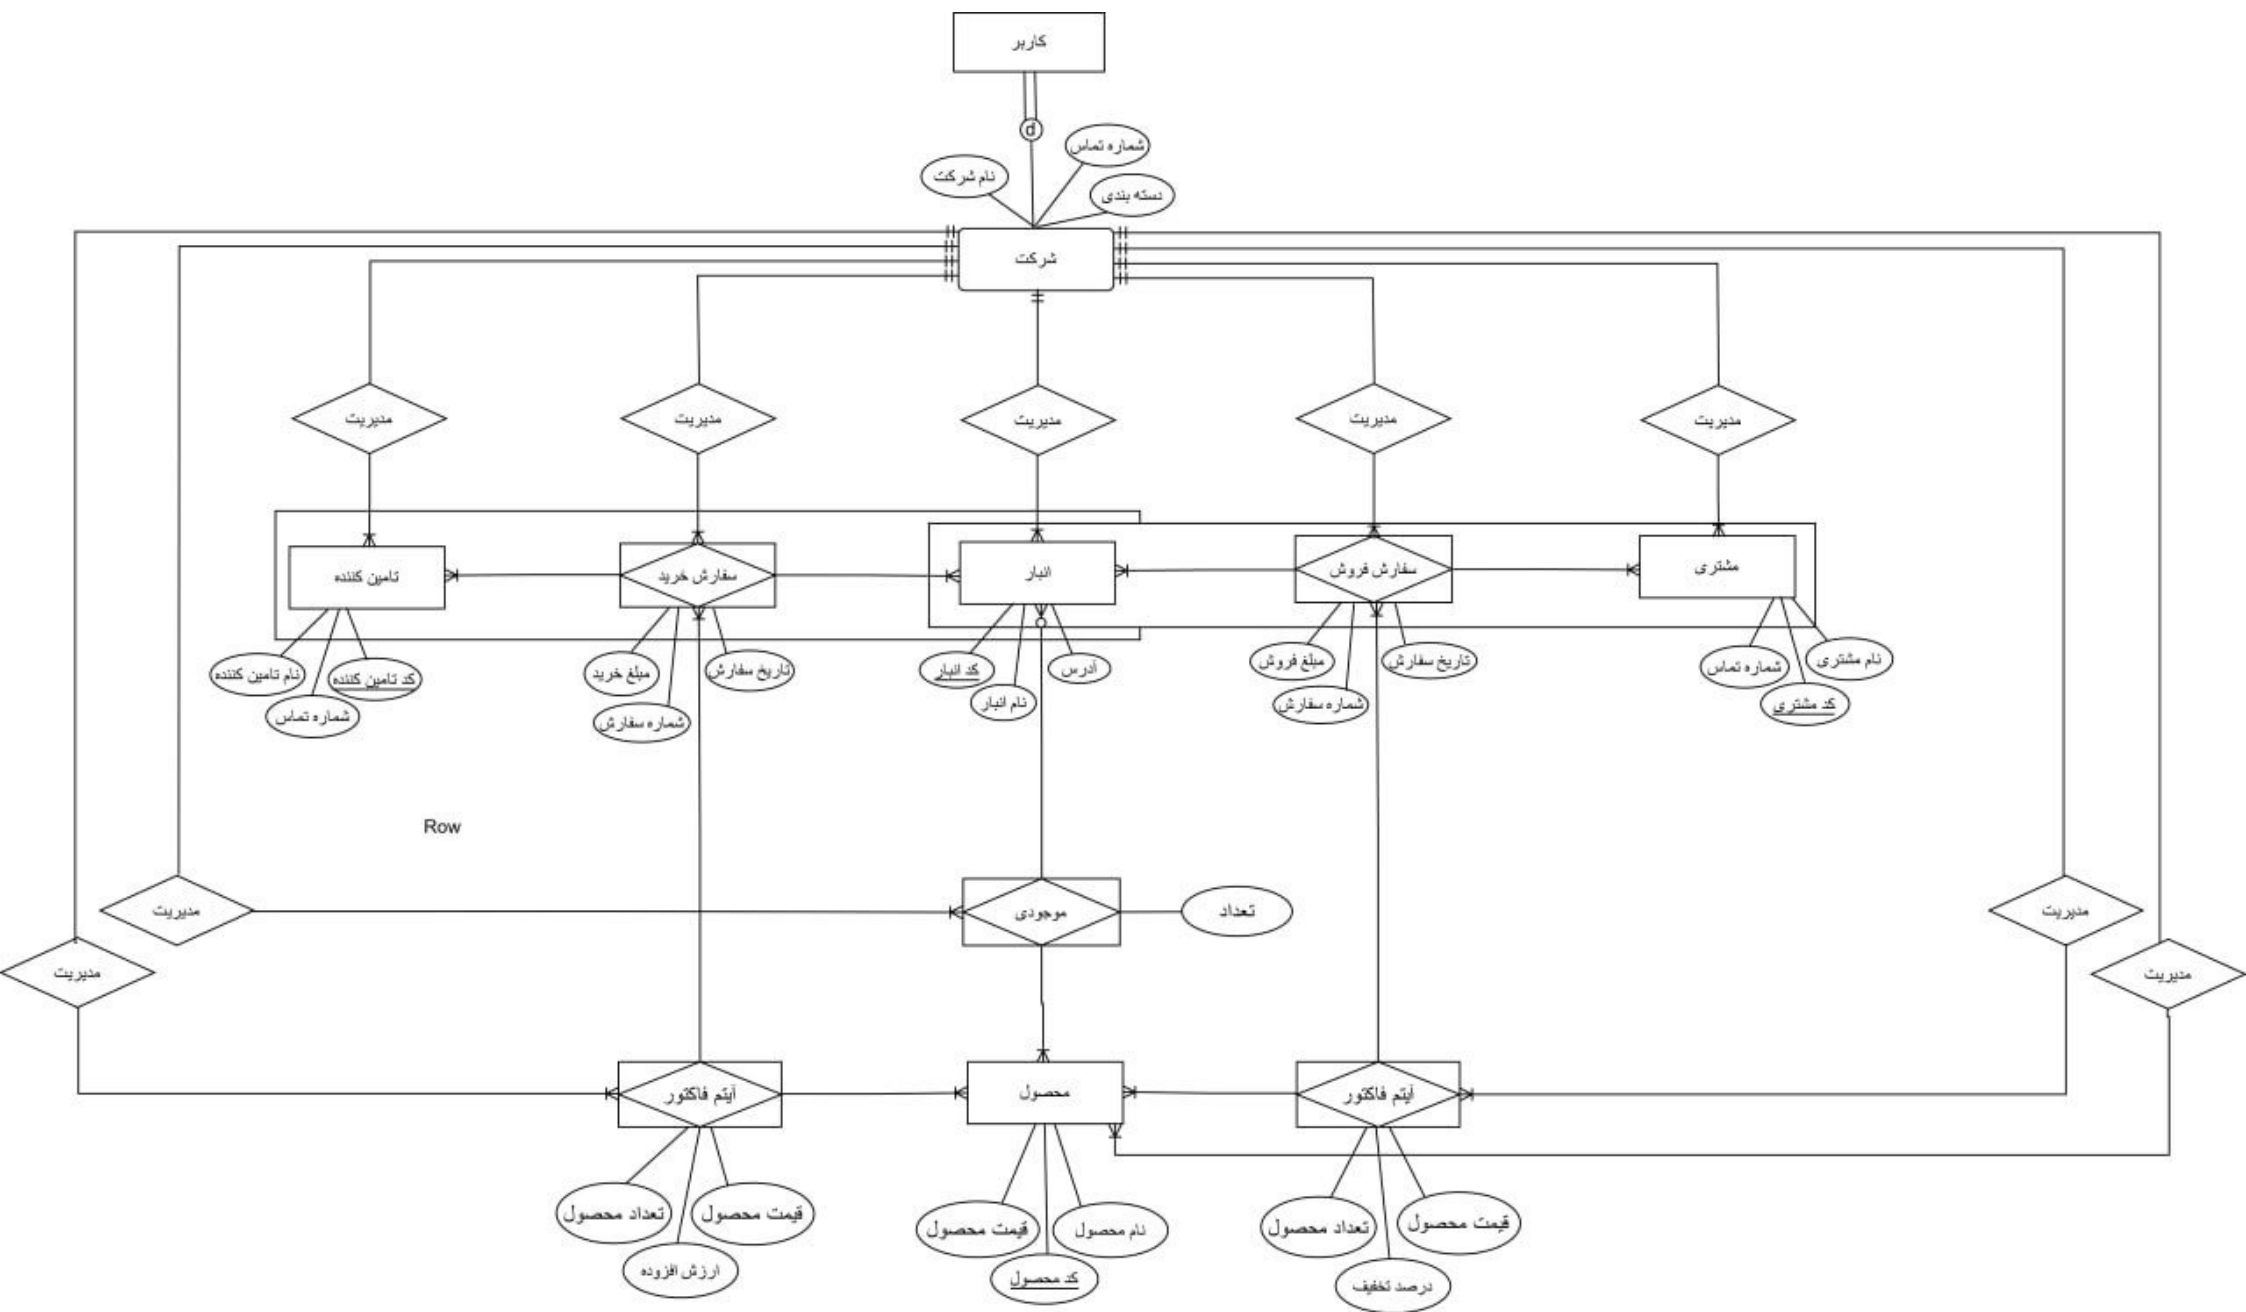 کاربر
d
شماره تماس
نام شرکت
دسته بندی
شرکت
مدیریت
مدیریت
مدیریت
مدیریت
مدیریت
تامین کننده
سفارش خرید
انبار
سفارش فروش
مشتری
نام تامین کننده
کد تامین کننده
شماره تماس
مبلغ خرید
تاریخ سفارش
شماره سفارش
کد انبار
آدرس
نام انبار
مبلغ فروش
تاریخ سفارش
شماره سفارش
شماره تماس
نام مشتری
کد مشتری
Row
مدیریت
موجودی
تعداد
مدیریت
مدیریت
مدیریت
آیتم فاکتور
محصول
آیتم فاکتور
تعداد محصول
قیمت محصول
ارزش افزوده
قیمت محصول
نام محصول
کد محصول
تعداد محصول
قیمت محصول
درصد تخفیف